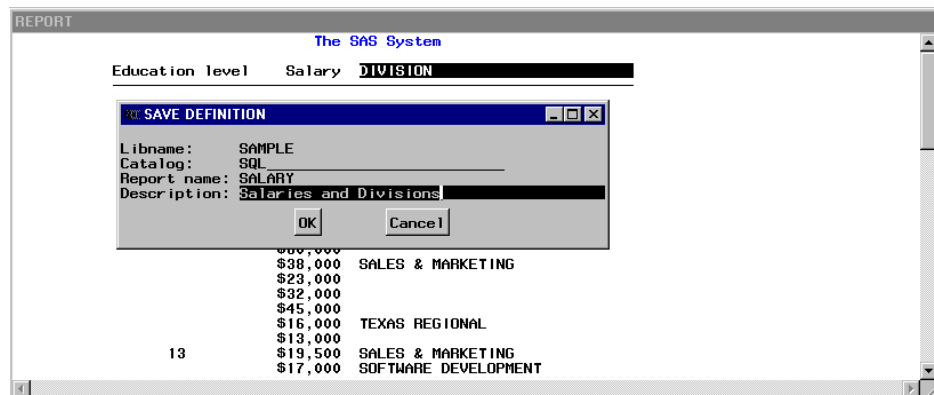 REPORT
The SAS System
Education level Salary DIVISION
SAVE DEFINITION
Libname: SAMPLE
Catalog: SQL
Report name: SALARY
Description: Salaries and Divisions
OK Cancel
$38,000 SALES & MARKETING
$23,000
$32,000
$45,000
$16,000 TEXAS REGIONAL
$13,000
13 $19,500 SALES & MARKETING
$17,000 SOFTWARE DEVELOPMENT